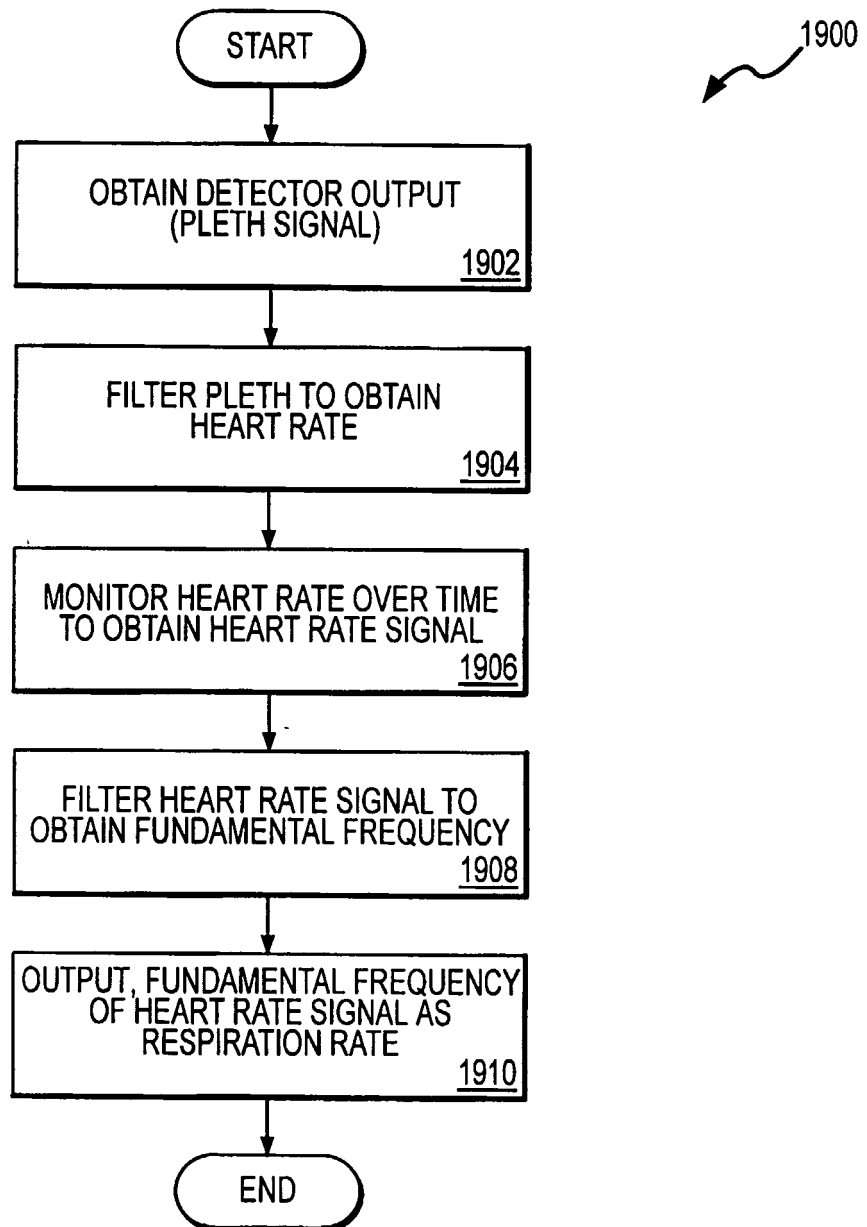 START
1900
OBTAIN DETECTOR OUTPUT
(PLETH SIGNAL)
1902
FILTER PLETH TO OBTAIN
HEART RATE
1904
MONITOR HEART RATE OVER TIME
TO OBTAIN HEART RATE SIGNAL
1906
FILTER HEART RATE SIGNAL TO
OBTAIN FUNDAMENTAL FREQUENCY
1908
OUTPUT, FUNDAMENTAL FREQUENCY
OF HEART RATE SIGNAL AS
RESPIRATION RATE
1910
END